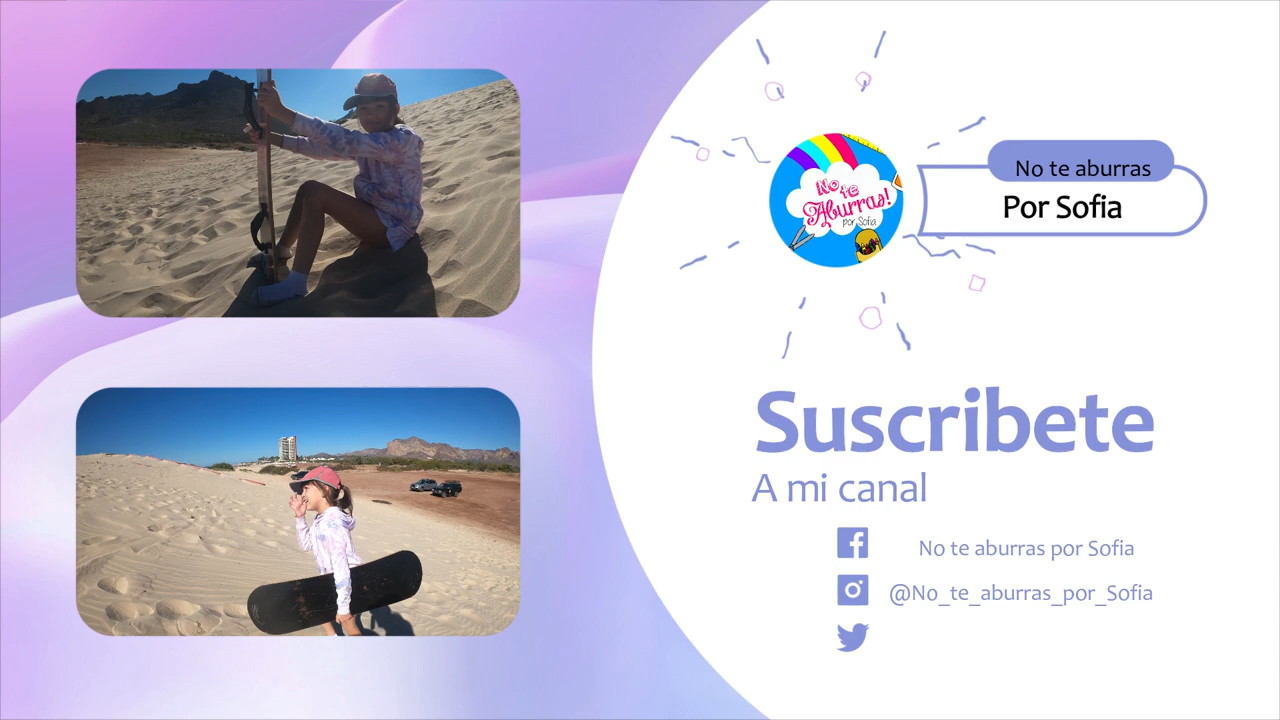 No te
Aburras!
por Sofia
No te aburras
Por Sofia
Suscribete
A mi canal
No te aburras por Sofia
@No_te_aburras_por_Sofia